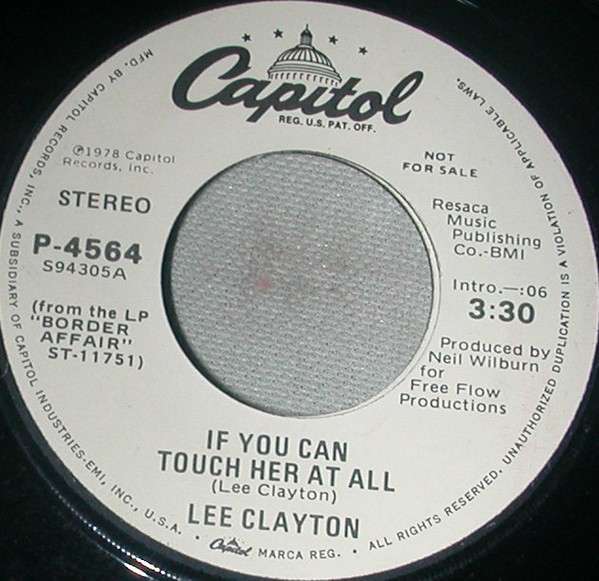 Capitol
REG. U.S. PAT. OFF.
℗1978 Capitol
Records, Inc.
NOT
FOR SALE
STEREO
P-4564
S94305A
Resaca
Music
Publishing
Co.-BMI
(from the LP
"BORDER
AFFAIR"
ST-11751)
Intro.—:06
3:30
Produced by
Neil Wilburn
for
Free Flow
Productions
IF YOU CAN
TOUCH HER AT ALL
(Lee Clayton)
LEE CLAYTON
MFD. BY CAPITOL RECORDS, INC., A SUBSIDIARY OF CAPITOL INDUSTRIES-EMI, INC., U.S.A. • Capitol MARCA REG. • ALL RIGHTS RESERVED. UNAUTHORIZED DUPLICATION IS A VIOLATION OF APPLICABLE LAWS.